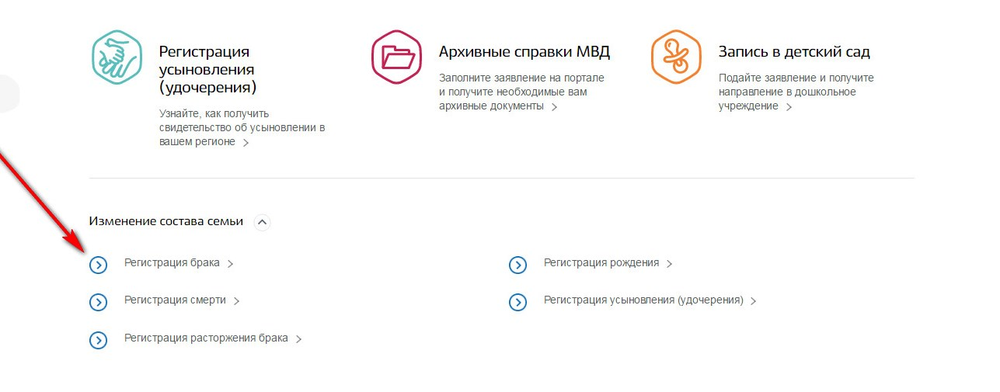 Регистрация
усыновления
(удочерения)
Узнайте, как получить
свидетельство об усыновлении в
вашем регионе
Архивные справки МВД
Заполните заявление на портале
и получите необходимые вам
архивные документы
Запись в детский сад
Подайте заявление и получите
направление в дошкольное
учреждение
Изменение состава семьи
Регистрация брака
Регистрация рождения
Регистрация смерти
Регистрация усыновления (удочерения)
Регистрация расторжения брака